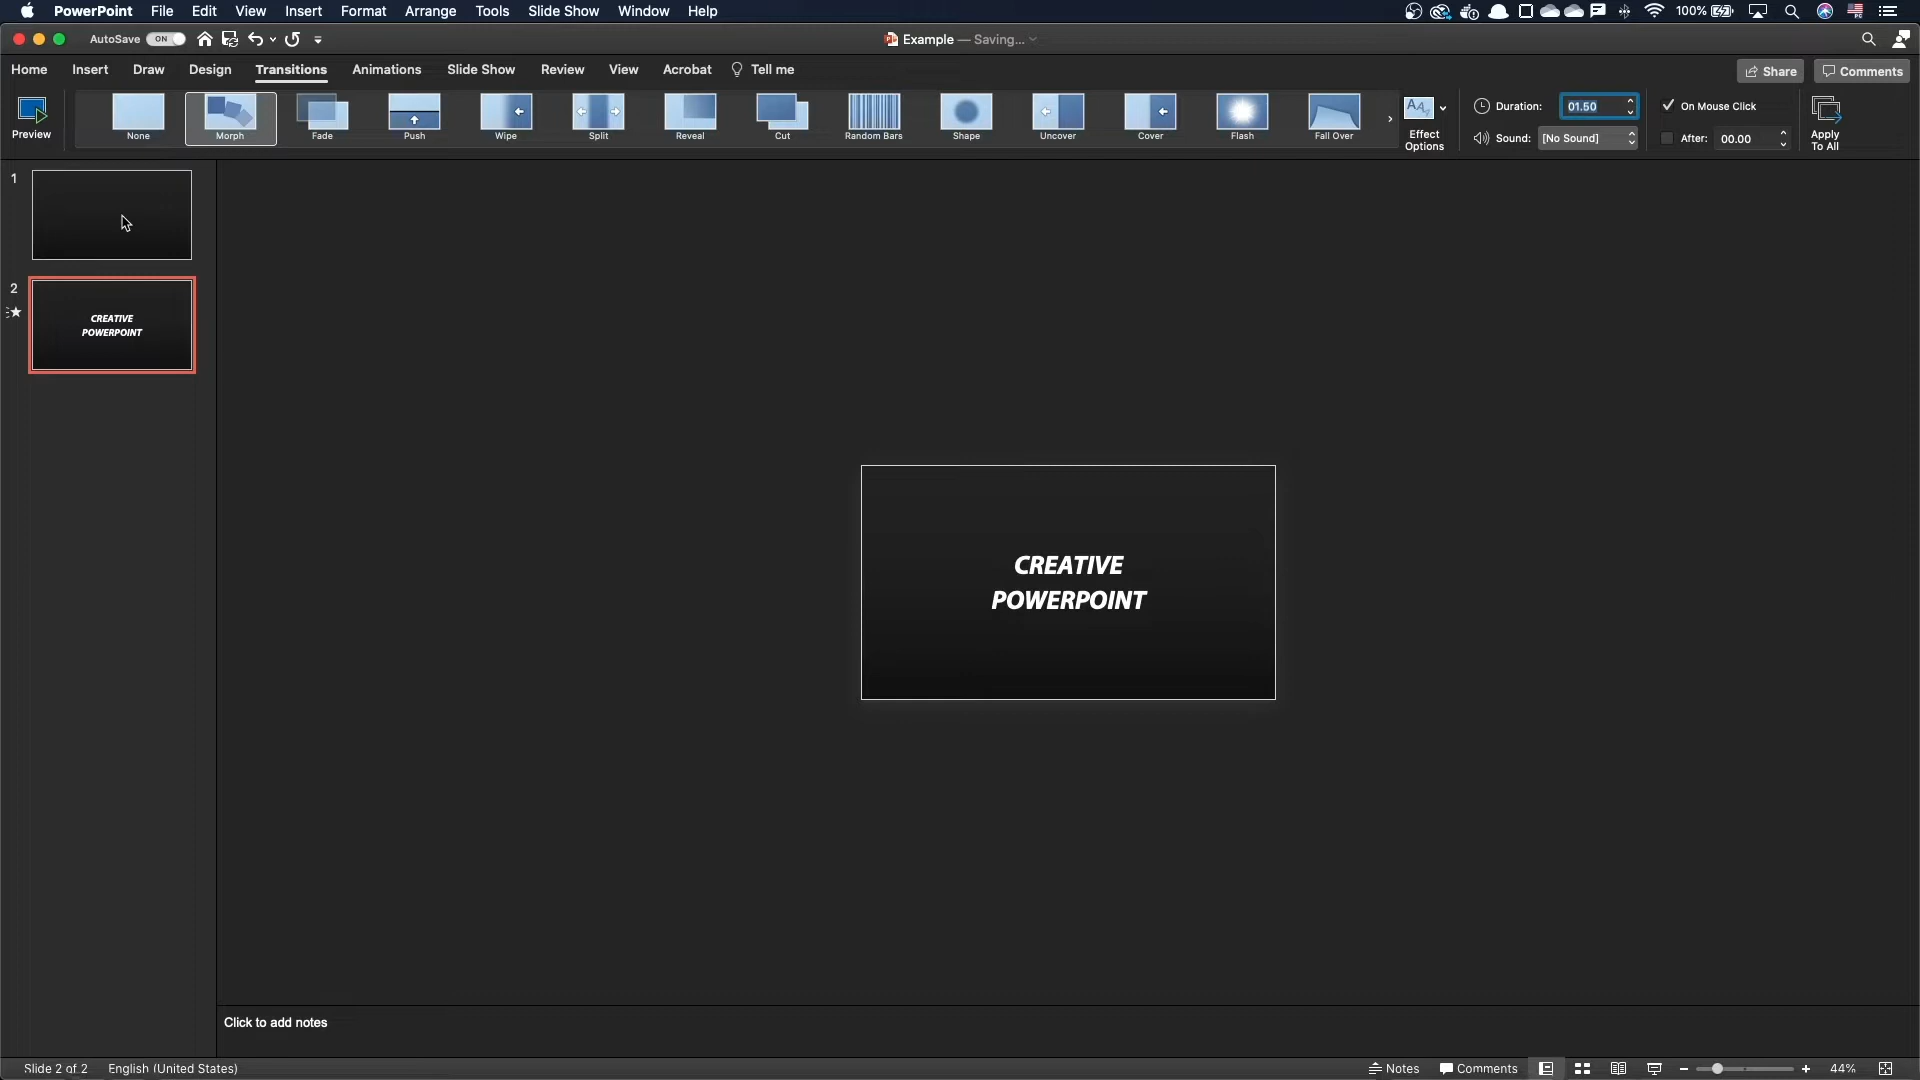 PowerPoint File Edit View Insert Format Arrange Tools Slide Show Window Help 100%
AutoSave ON Example — Saving...
Home Insert Draw Design Transitions Animations Slide Show Review View Acrobat Tell me Share Comments
Preview
None Morph Fade Push Wipe Split Reveal Cut Random Bars Shape Uncover Cover Flash Fall Over
Effect
Options
Duration: 01.50
Sound: [No Sound]
On Mouse Click
After: 00.00
Apply
To All
1
2
CREATIVE
POWERPOINT
CREATIVE
POWERPOINT
Click to add notes
Slide 2 of 2 English (United States) Notes Comments 44%